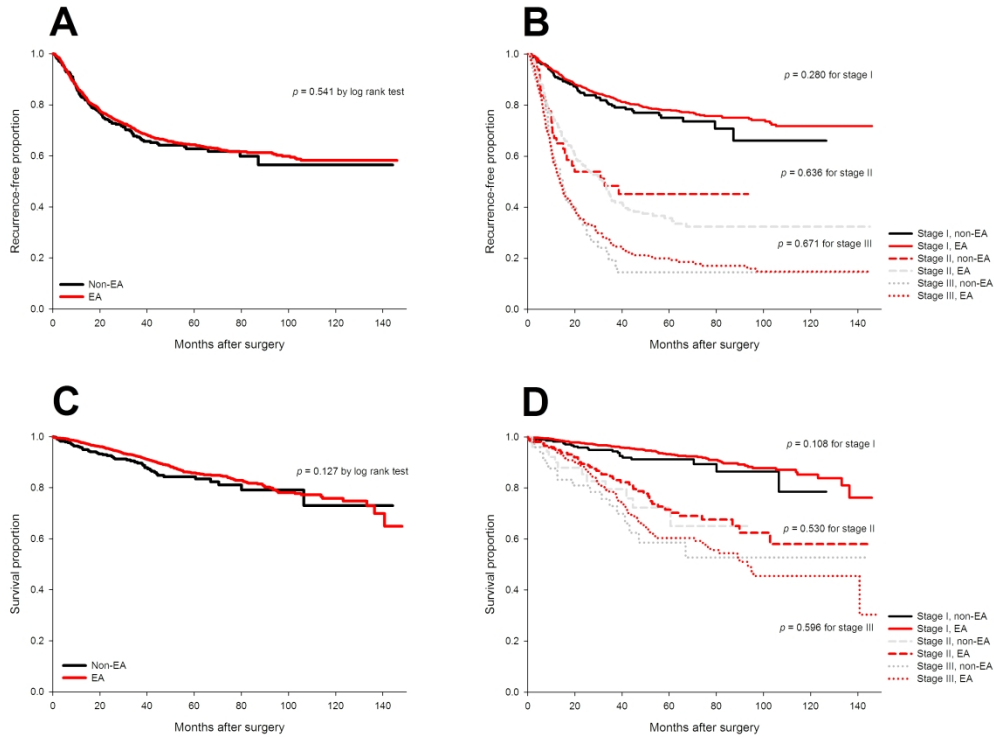 A
1.0
0.8
0.6
0.4
0.2
0.0
Recurrence-free proportion
p = 0.541 by log rank test
Non-EA
EA
0 20 40 60 80 100 120 140
Months after surgery
B
1.0
0.8
0.6
0.4
0.2
0.0
Recurrence-free proportion
p = 0.280 for stage I
p = 0.636 for stage II
p = 0.671 for stage III
Stage I, non-EA
Stage I, EA
Stage II, non-EA
Stage II, EA
Stage III, non-EA
Stage III, EA
0 20 40 60 80 100 120 140
Months after surgery
C
1.0
0.8
0.6
0.4
0.2
0.0
Survival proportion
p = 0.127 by log rank test
Non-EA
EA
0 20 40 60 80 100 120 140
Months after surgery
D
1.0
0.8
0.6
0.4
0.2
0.0
Survival proportion
p = 0.108 for stage I
p = 0.530 for stage II
p = 0.596 for stage III
Stage I, non-EA
Stage I, EA
Stage II, non-EA
Stage II, EA
Stage III, non-EA
Stage III, EA
0 20 40 60 80 100 120 140
Months after surgery